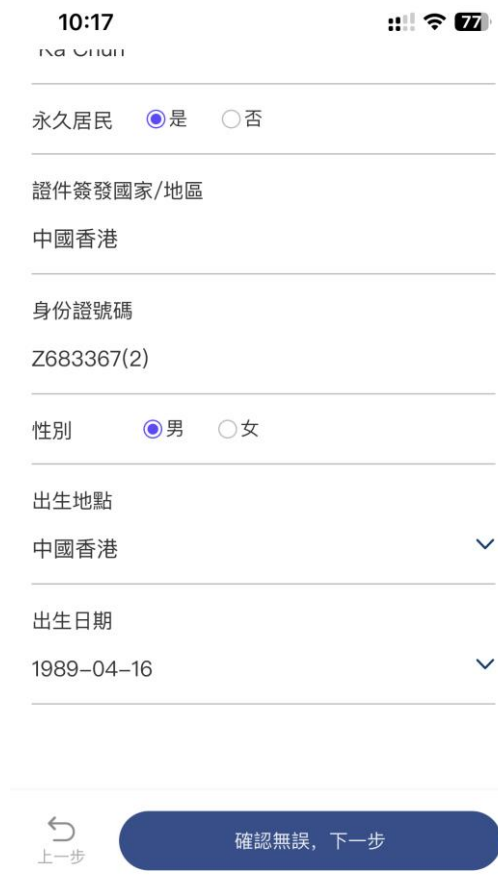 10:17
77
Ka Chun
永久居民 是 否
證件簽發國家/地區
中國香港
身份證號碼
Z683367(2)
性別 男 女
出生地點
中國香港
出生日期
1989-04-16
上一步
確認無誤,下一步